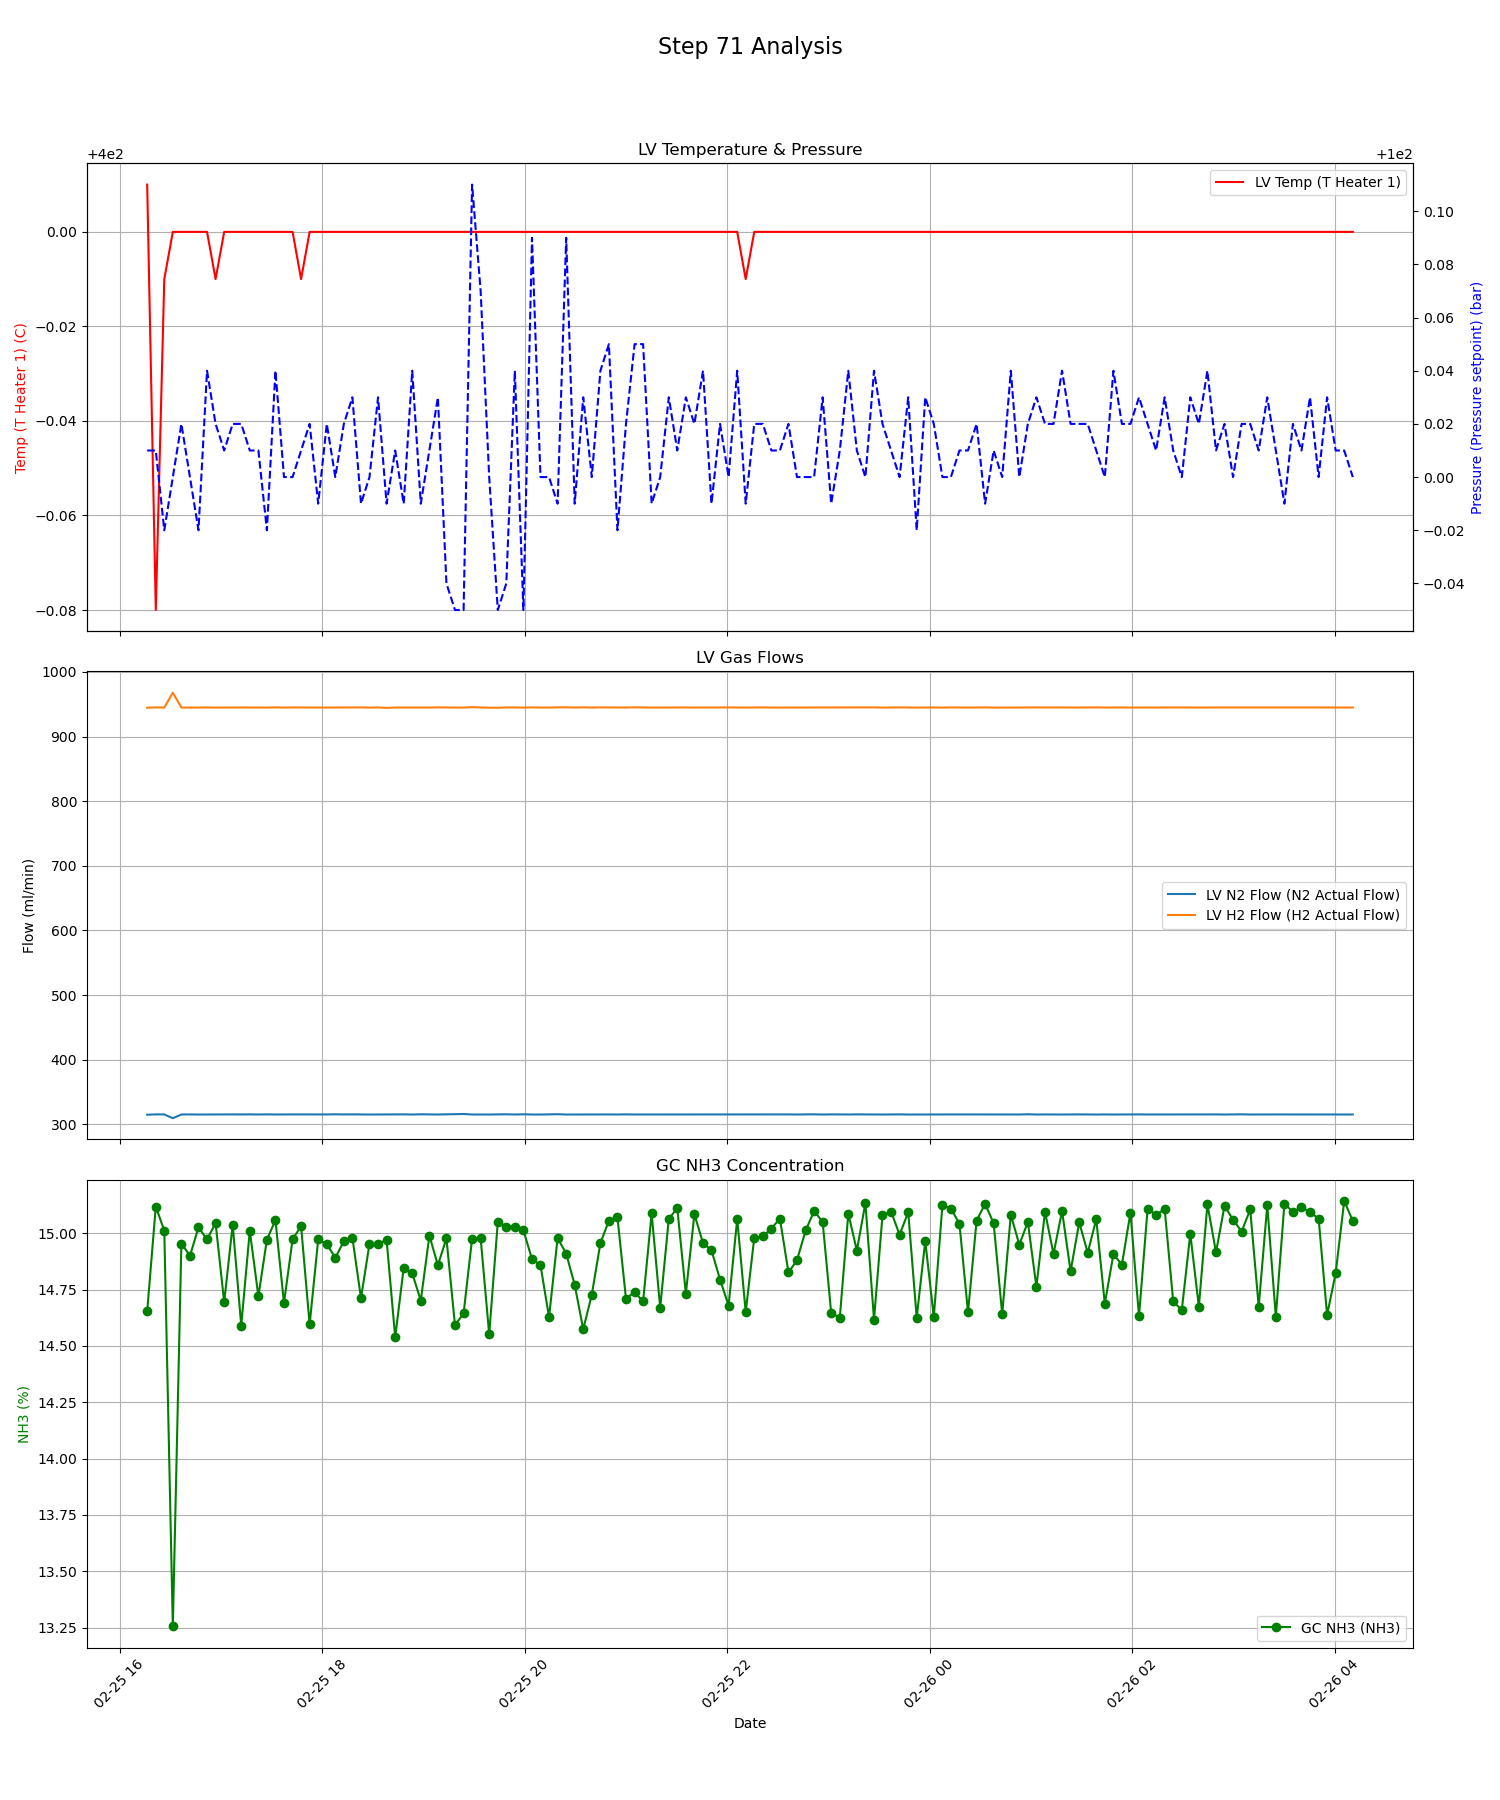 Step 71 Analysis
LV Temperature & Pressure
+4e2
+1e2
LV Temp (T Heater 1)
0.00
−0.02
−0.04
−0.06
−0.08
Temp (T Heater 1) (C)
0.10
0.08
0.06
0.04
0.02
0.00
−0.02
−0.04
Pressure (Pressure setpoint) (bar)
LV Gas Flows
1000
900
800
700
600
500
400
300
Flow (ml/min)
LV N2 Flow (N2 Actual Flow)
LV H2 Flow (H2 Actual Flow)
GC NH3 Concentration
15.00
14.75
14.50
14.25
14.00
13.75
13.50
13.25
NH3 (%)
GC NH3 (NH3)
02-25 16
02-25 18
02-25 20
02-25 22
02-26 00
02-26 02
02-26 04
Date